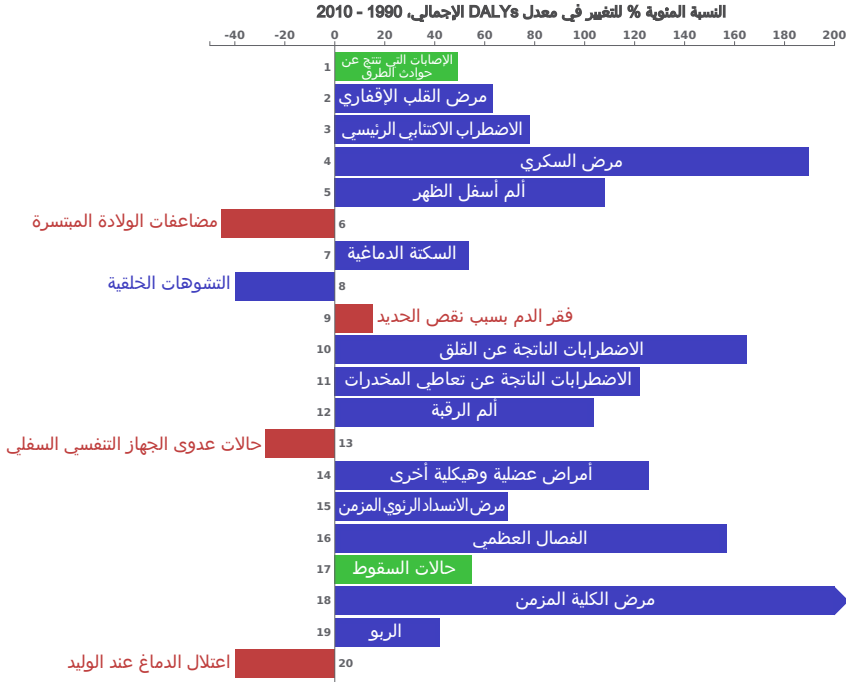 النسبة المئوية % للتغيير في معدل DALYs الإجمالي، 1990 - 2010
-40 -20 0 20 40 60 80 100 120 140 160 180 200
1 الإصابات التي تنتج عن
حوادث الطرق
2 مرض القلب الإقفاري
3 الاضطراب الاكتئابي الرئيسي
4 مرض السكري
5 ألم أسفل الظهر
6 مضاعفات الولادة المبتسرة
7 السكتة الدماغية
8 التشوهات الخلقية
9 فقر الدم بسبب نقص الحديد
10 الاضطرابات الناتجة عن القلق
11 الاضطرابات الناتجة عن تعاطي المخدرات
12 ألم الرقبة
13 حالات عدوى الجهاز التنفسي السفلي
14 أمراض عضلية وهيكلية أخرى
15 مرض الانسداد الرئوي المزمن
16 الفصال العظمي
17 حالات السقوط
18 مرض الكلية المزمن
19 الربو
20 اعتلال الدماغ عند الوليد